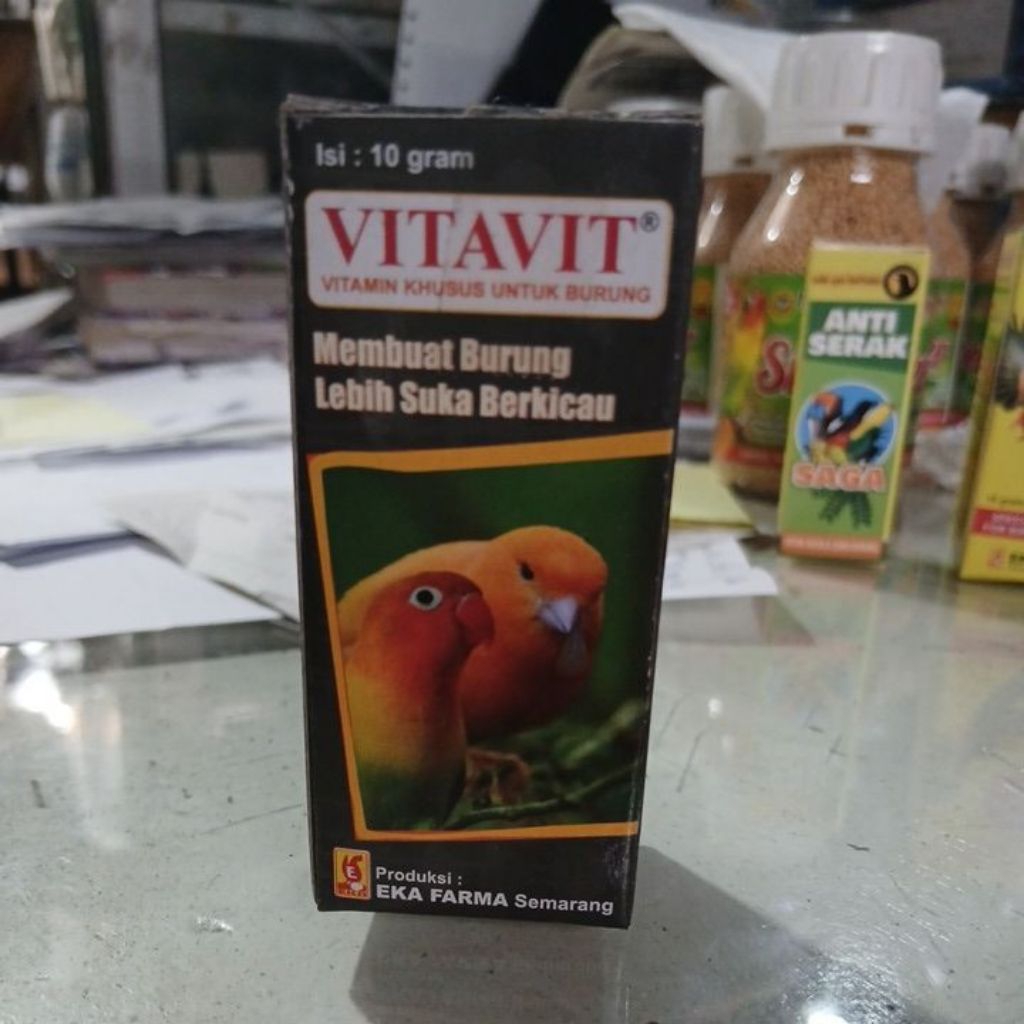 Isi : 10 gram
VITAVIT®
VITAMIN KHUSUS UNTUK BURUNG
Membuat Burung
Lebih Suka Berkicau
E
Produksi :
EKA FARMA Semarang
ANTI
SERAK
SAGA